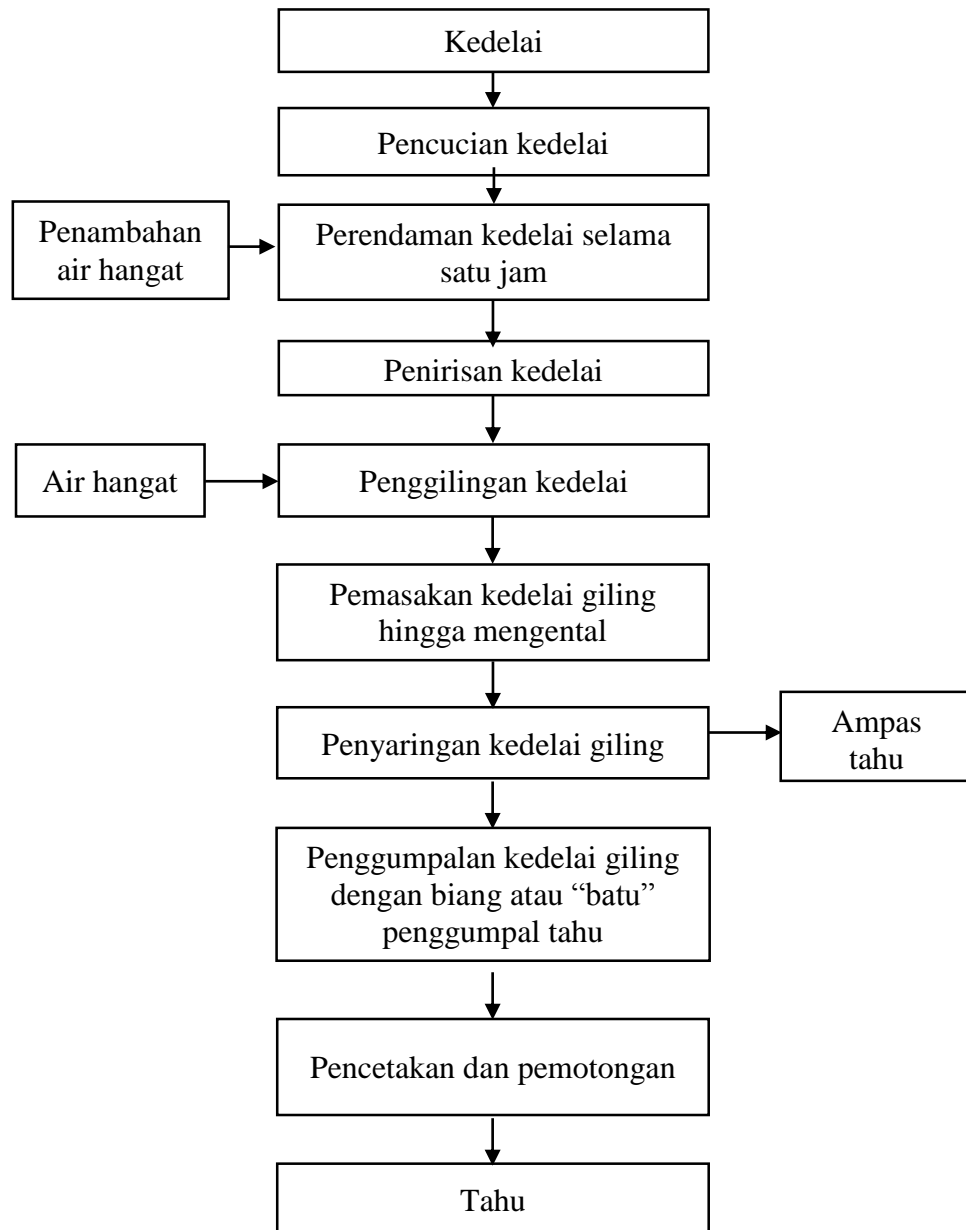 Kedelai
Pencucian kedelai
Penambahan
air hangat
Perendaman kedelai selama
satu jam
Penirisan kedelai
Air hangat
Penggilingan kedelai
Pemasakan kedelai giling
hingga mengental
Penyaringan kedelai giling
Ampas
tahu
Penggumpalan kedelai giling
dengan biang atau “batu”
penggumpal tahu
Pencetakan dan pemotongan
Tahu